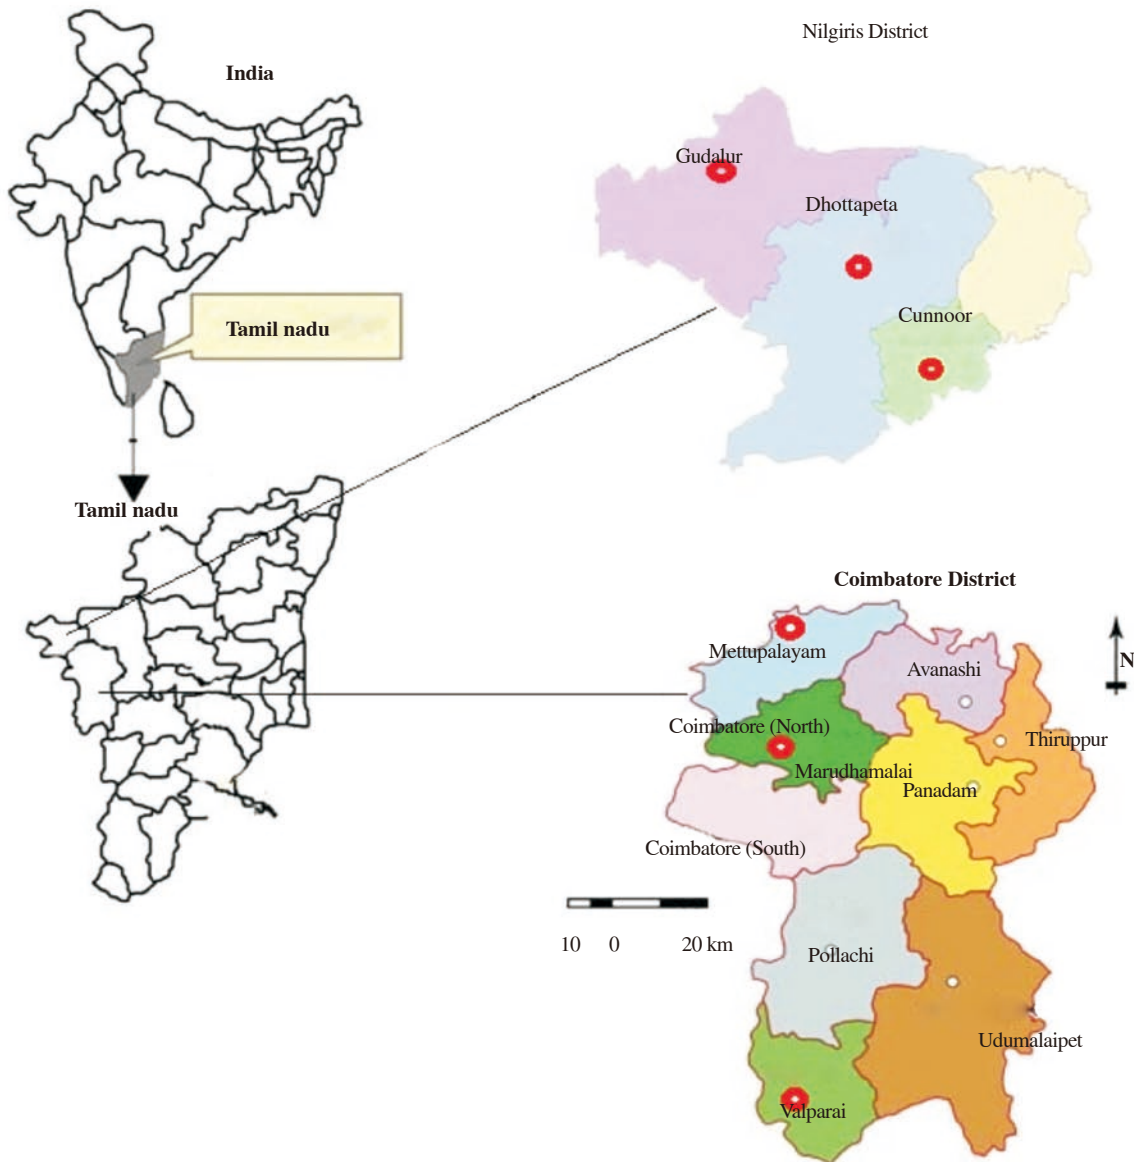 India
Nilgiris District
Gudalur
Dhottapeta
Cunnoor
Tamil nadu
Tamil nadu
Coimbatore District
N
Mettupalayam
Avanashi
Coimbatore (North)
Thiruppur
Marudhamalai
Panadam
Coimbatore (South)
10 0 20 km
Pollachi
Udumalaipet
Valparai